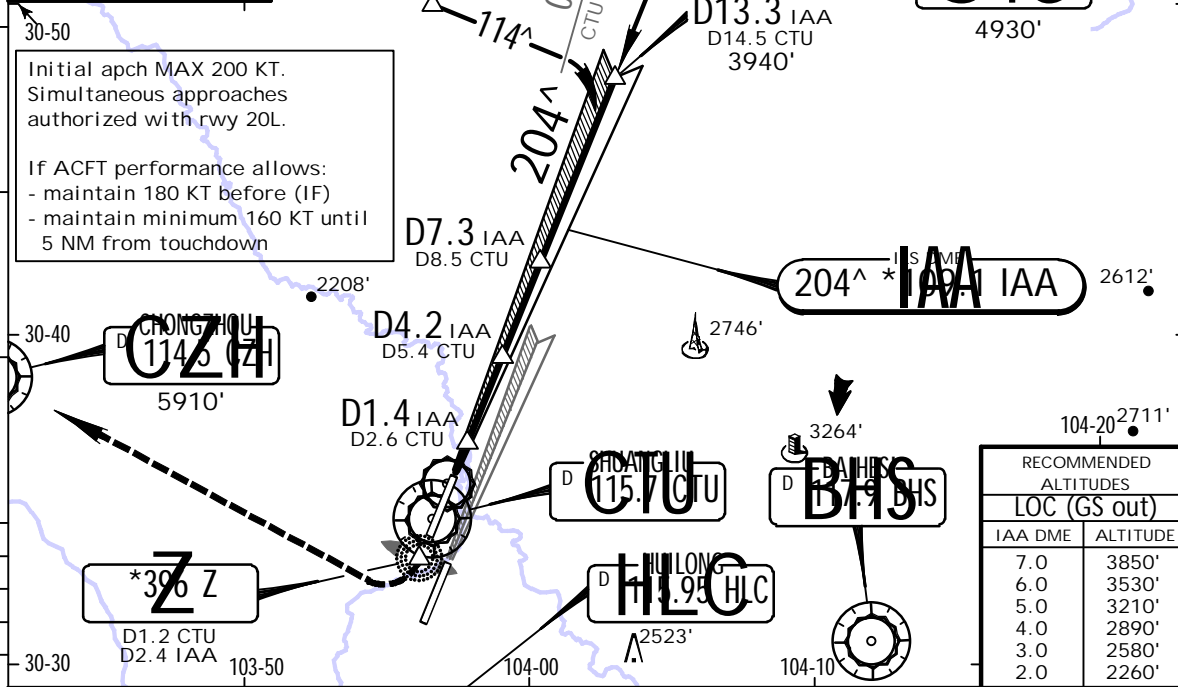 30-50
Initial apch MAX 200 KT.
Simultaneous approaches
authorized with rwy 20L.
If ACFT performance allows:
- maintain 180 KT before (IF)
- maintain minimum 160 KT until
5 NM from touchdown
114^
CTU
D13.3 IAA
D14.5 CTU
3940'
4930'
204^
D7.3 IAA
D8.5 CTU
ILS DME
204^ *109.1 IAA
IAA
2612'
2208'
30-40
CHONGZHOU
D 114.5 CZH
CZH
5910'
D4.2 IAA
D5.4 CTU
2746'
D1.4 IAA
D2.6 CTU
3264'
104-20
2711'
SHUANGLIU
D 115.7 CTU
CTU
D 117.9 BHS
BHS
RECOMMENDED
ALTITUDES
LOC (GS out)
IAA DME ALTITUDE
7.0 3850'
6.0 3530'
5.0 3210'
4.0 2890'
3.0 2580'
2.0 2260'
*396 Z
Z
D1.2 CTU
D2.4 IAA
HUILONG
D 115.95 HLC
HLC
2523'
30-30
103-50
104-00
104-10